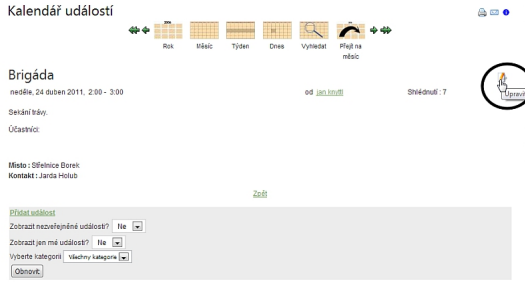 Kalendář událostí
Rok Měsíc Týden Dnes Vyhledat Přejít na měsíc
Brigáda
neděle, 24 duben 2011, 2:00 - 3:00 od jan knytl Shlédnutí : 7
Upravit
Sekání trávy.
Účastníci:
Místo : Střelnice Borek
Kontakt : Jarda Holub
Zpět
Přidat událost
Zobrazit nezveřejněné události? Ne
Zobrazit jen mé události? Ne
Vyberte kategorii Všechny kategorie
Obnovit